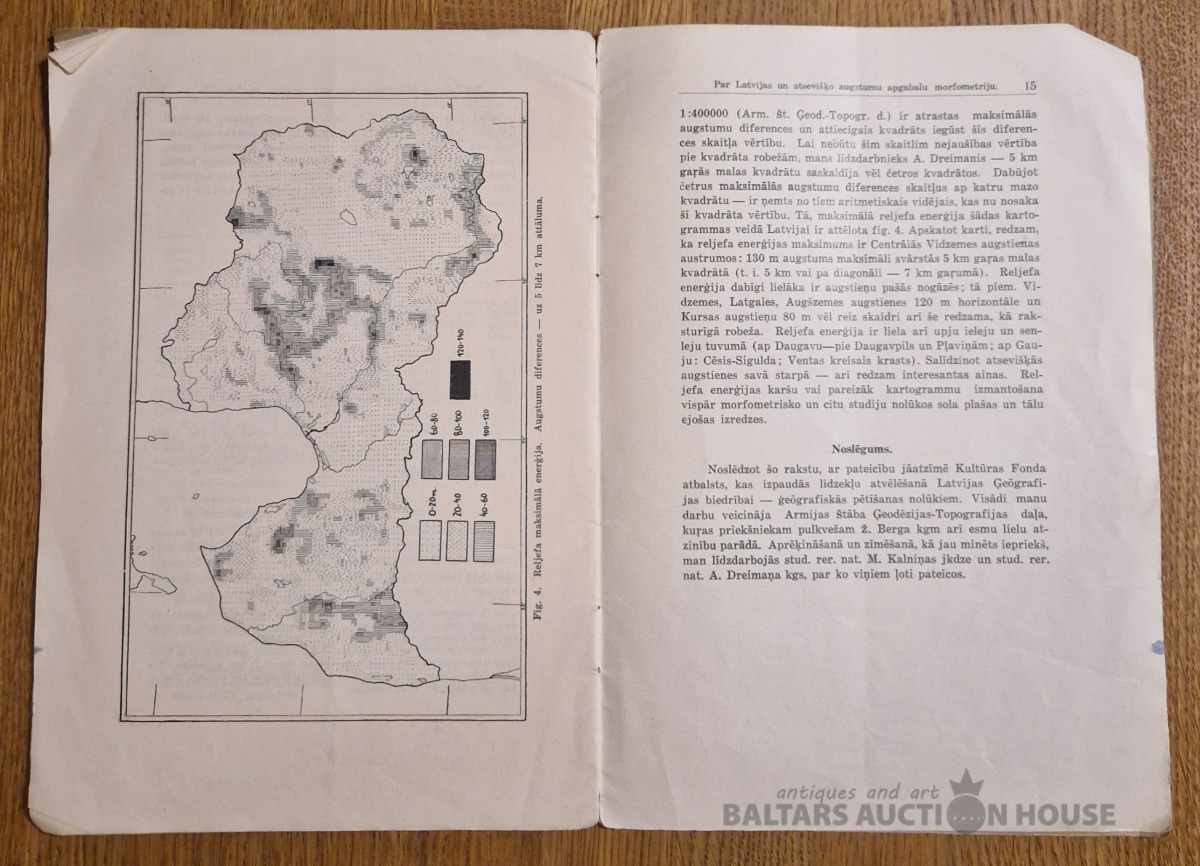 0-20m.
20-40
40-60
60-80
80-100
100-120
120-140
Fig. 4. Reljefa maksimālā enerģija. Augstumu diferences — uz 5 līdz 7 km attāluma.
Par Latvijas un atsevišķo augstumu apgabalu morfometriju. 15
1:400000 (Arm. Št. Ģeod.-Topogr. d.) ir atrastas maksimālās
augstumu diferences un attiecīgais kvadrāts iegūst šīs diferen-
ces skaitļa vērtību. Lai nebūtu šim skaitlim nejaušības vērtība
pie kvadrāta robežām, mans līdzdarbnieks A. Dreimanis — 5 km
gaŗās malas kvadrātu saskaldīja vēl četros kvadrātos. Dabūjot
četrus maksimālās augstumu diferences skaitļus ap katru mazo
kvadrātu — ir ņemts no tiem aritmetiskais vidējais, kas nu nosaka
šī kvadrāta vērtību. Tā, maksimālā reljefa enerģija šādas karto-
grammas veidā Latvijai ir attēlota fig. 4. Apskatot karti, redzam,
ka reljefa enerģijas maksimums ir Centrālās Vidzemes augstienas
austrumos: 130 m augstums maksimāli svārstās 5 km gaŗas malas
kvadrātā (t. i. 5 km vai pa diagonāli — 7 km gaŗumā). Reljefa
enerģija dabīgi lielāka ir augstieņu pašās nogāzēs; tā piem. Vi-
dzemes, Latgales, Augšzemes augstienes 120 m horizontāle un
Kursas augstieņu 80 m vēl reiz skaidri arī še redzama, kā rak-
sturīgā robeža. Reljefa enerģija ir liela arī upju ieleju un sen-
leju tuvumā (ap Daugavu—pie Daugavpils un Pļaviņām; ap Gau-
ju: Cēsis-Sigulda; Ventas kreisais krasts). Salīdzinot atsevišķās
augstienes savā starpā — arī redzam interesantas ainas. Rel-
jefa enerģijas karšu vai pareizāk kartogrammu izmantošana
vispār morfometrisko un citu studiju nolūkos sola plašas un tālu
ejošas izredzes.
Noslēgums.
Noslēdzot šo rakstu, ar pateicību jāatzīmē Kultūras Fonda
atbalsts, kas izpaudās līdzekļu atvēlēšanā Latvijas Ģeōgrafi-
jas biedrībai — ģeōgrafiskās pētīšanas nolūkiem. Visādi manu
darbu veicināja Armijas Štāba Ģeodēzijas-Topografijas daļa,
kuŗas priekšniekam pulkvežam Ž. Berga kgm arī esmu lielu at-
zinību parādā. Aprēķināšanā un zīmēšanā, kā jau minēts iepriekš,
man līdzdarbojās stud. rer. nat. M. Kalniņas jkdze un stud. rer.
nat. A. Dreimaņa kgs, par ko viņiem ļoti pateicos.
antiques and art
BALTARS AUCTION HOUSE